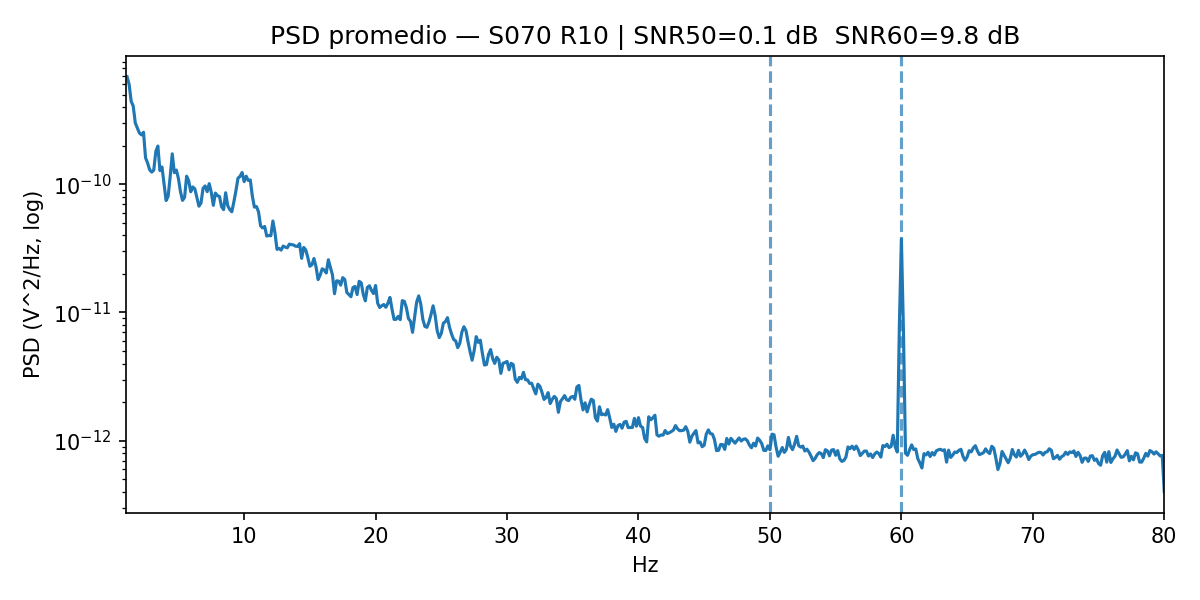 PSD promedio — S070 R10 | SNR50=0.1 dB  SNR60=9.8 dB
PSD (V^2/Hz, log)
10^{-10}
10^{-11}
10^{-12}
10 20 30 40 50 60 70 80
Hz